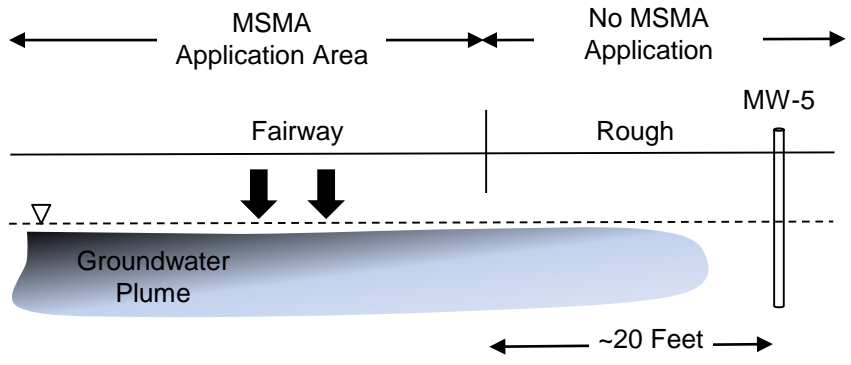 MSMA
Application Area
No MSMA
Application
MW-5
Fairway
Rough
Groundwater
Plume
~20 Feet